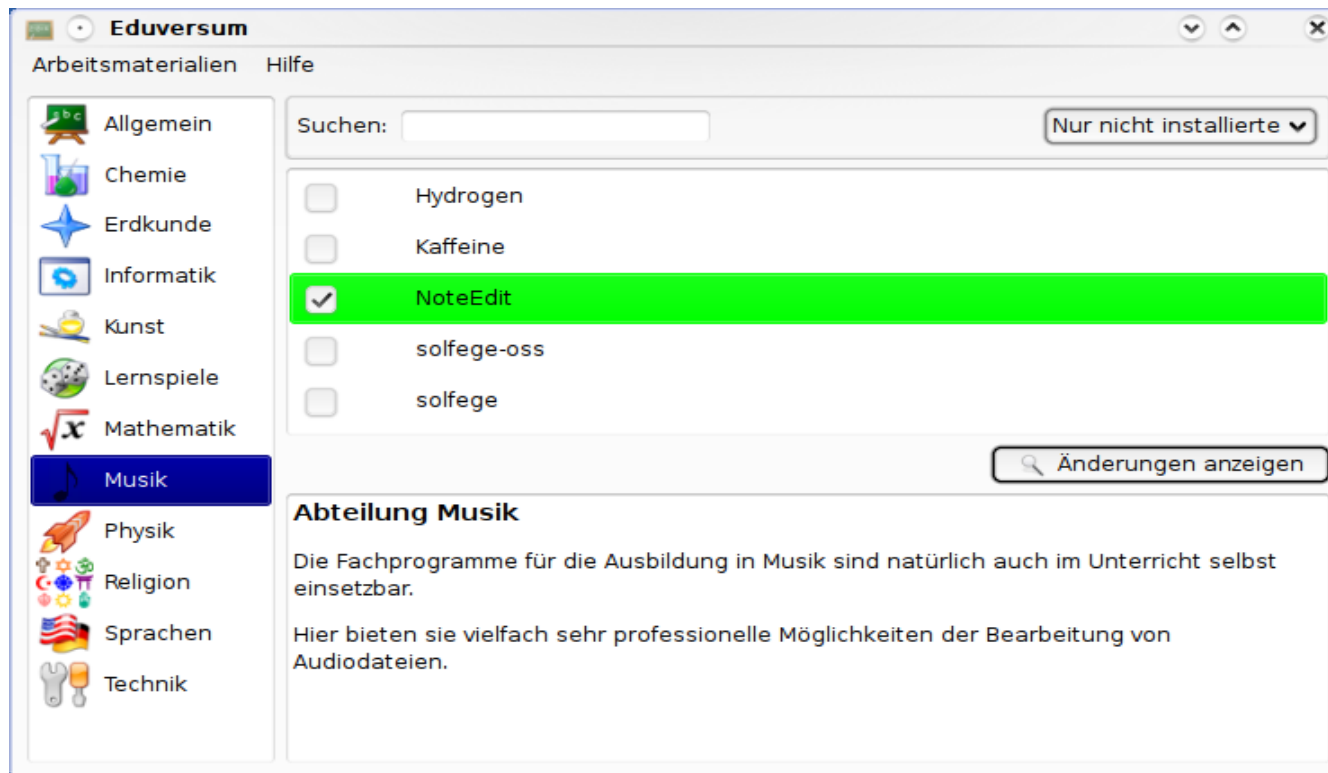 Eduversum
Arbeitsmaterialien Hilfe
Allgemein
Chemie
Erdkunde
Informatik
Kunst
Lernspiele
Mathematik
Musik
Physik
Religion
Sprachen
Technik
Suchen:
Nur nicht installierte
Hydrogen
Kaffeine
NoteEdit
solfege-oss
solfege
Änderungen anzeigen
Abteilung Musik
Die Fachprogramme für die Ausbildung in Musik sind natürlich auch im Unterricht selbst
einsetzbar.
Hier bieten sie vielfach sehr professionelle Möglichkeiten der Bearbeitung von
Audiodateien.